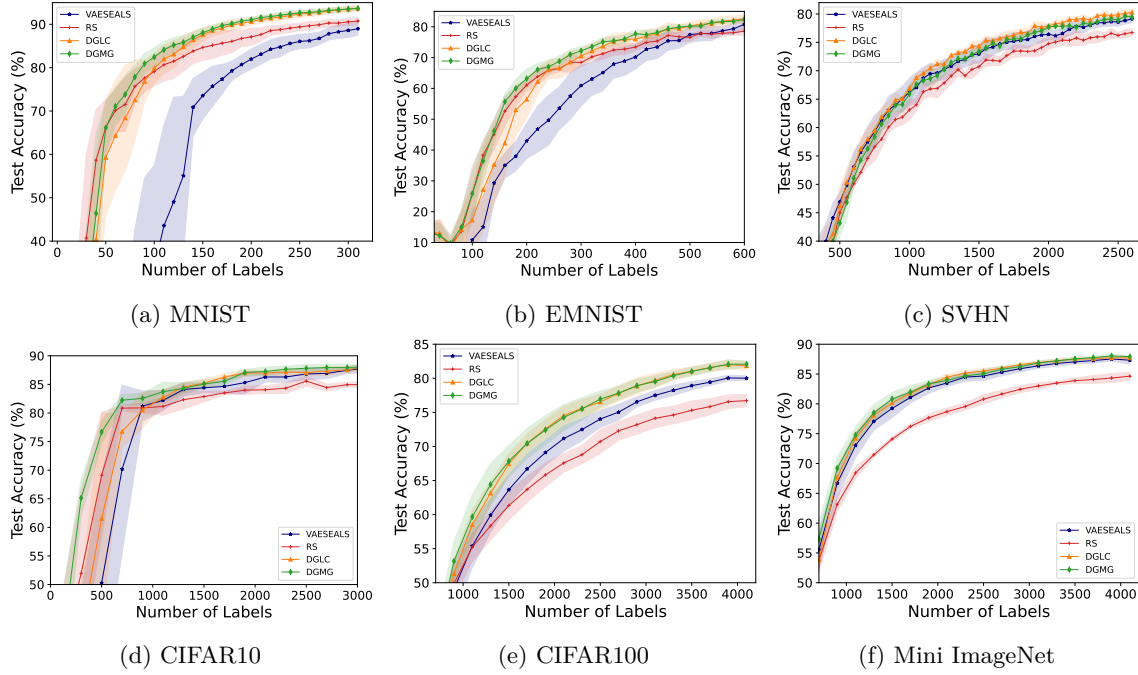 VAESEALS
RS
DGLC
DGMG
Test Accuracy (%)
90
80
70
60
50
40
0 50 100 150 200 250 300
Number of Labels
(a) MNIST
VAESEALS
RS
DGLC
DGMG
Test Accuracy (%)
80
70
60
50
40
30
20
10
100 200 300 400 500 600
Number of Labels
(b) EMNIST
VAESEALS
RS
DGLC
DGMG
Test Accuracy (%)
80
75
70
65
60
55
50
45
40
500 1000 1500 2000 2500
Number of Labels
(c) SVHN
Test Accuracy (%)
90
85
80
75
70
65
60
55
50
VAESEALS
RS
DGLC
DGMG
0 500 1000 1500 2000 2500 3000
Number of Labels
(d) CIFAR10
VAESEALS
RS
DGLC
DGMG
Test Accuracy (%)
85
80
75
70
65
60
55
50
1000 1500 2000 2500 3000 3500 4000
Number of Labels
(e) CIFAR100
Test Accuracy (%)
90
85
80
75
70
65
60
55
50
VAESEALS
RS
DGLC
DGMG
1000 1500 2000 2500 3000 3500 4000
Number of Labels
(f) Mini ImageNet